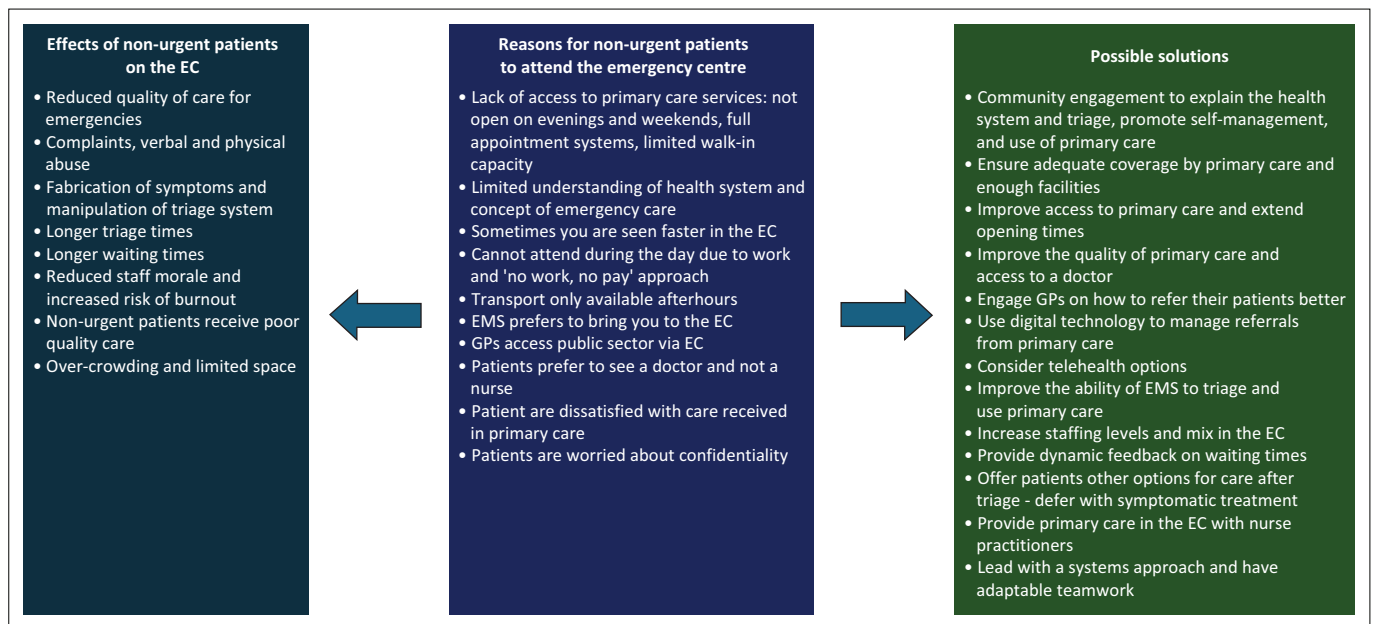 Effects of non-urgent patients
on the EC
• Reduced quality of care for
emergencies
• Complaints, verbal and physical
abuse
• Fabrication of symptoms and
manipulation of triage system
• Longer triage times
• Longer waiting times
• Reduced staff morale and
increased risk of burnout
• Non-urgent patients receive poor
quality care
• Over-crowding and limited space
Reasons for non-urgent patients
to attend the emergency centre
• Lack of access to primary care services: not
open on evenings and weekends, full
appointment systems, limited walk-in
capacity
• Limited understanding of health system and
concept of emergency care
• Sometimes you are seen faster in the EC
• Cannot attend during the day due to work
and 'no work, no pay' approach
• Transport only available afterhours
• EMS prefers to bring you to the EC
• GPs access public sector via EC
• Patients prefer to see a doctor and not a
nurse
• Patient are dissatisfied with care received
in primary care
• Patients are worried about confidentiality
Possible solutions
• Community engagement to explain the health
system and triage, promote self-management,
and use of primary care
• Ensure adequate coverage by primary care and
enough facilities
• Improve access to primary care and extend
opening times
• Improve the quality of primary care and
access to a doctor
• Engage GPs on how to refer their patients better
• Use digital technology to manage referrals
from primary care
• Consider telehealth options
• Improve the ability of EMS to triage and
use primary care
• Increase staffing levels and mix in the EC
• Provide dynamic feedback on waiting times
• Offer patients other options for care after
triage - defer with symptomatic treatment
• Provide primary care in the EC with nurse
practitioners
• Lead with a systems approach and have
adaptable teamwork